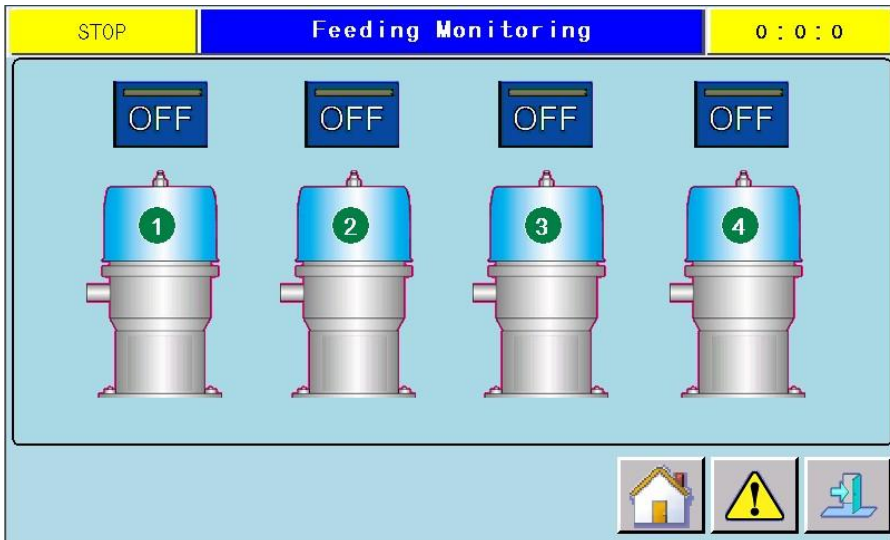 STOP
Feeding Monitoring
0 : 0 : 0
OFF
OFF
OFF
OFF
1
2
3
4